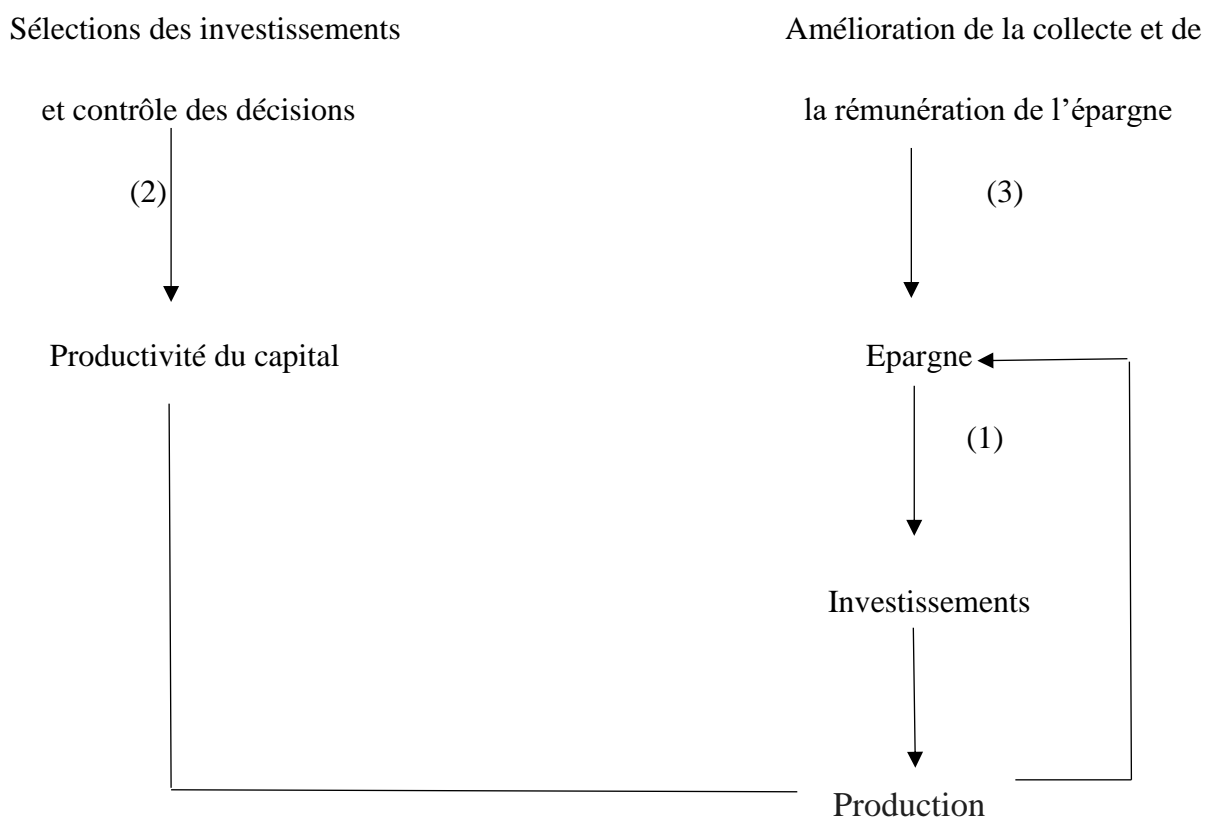 Sélections des investissements
et contrôle des décisions
Amélioration de la collecte et de
la rémunération de l’épargne
(2)
(3)
Productivité du capital
Epargne
(1)
Investissements
Production